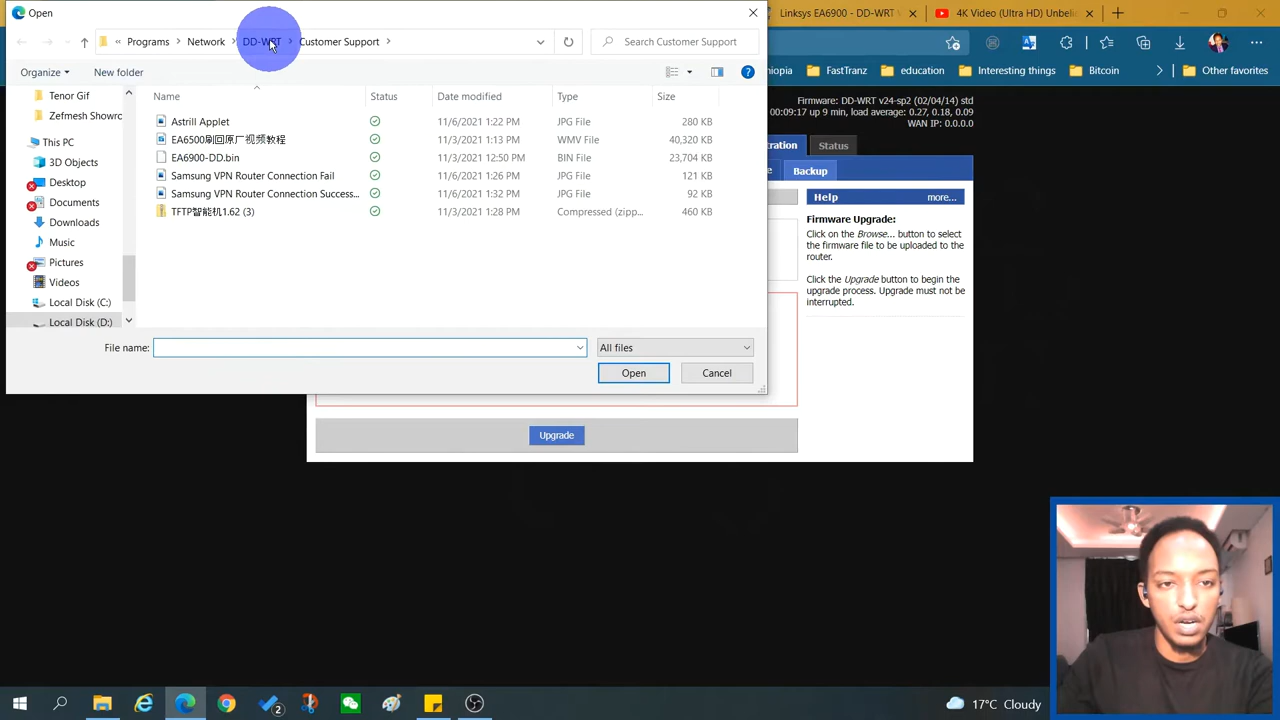 Open
Linksys EA6900 - DD-WRT
4K Video (Ultra HD) Unbeli
« Programs > Network > DD-WRT > Customer Support >
Search Customer Support
Organize
New folder
hiopia
FastTranz
education
Interesting things
Bitcoin
Other favorites
Tenor Gif
Zefmesh Showro
This PC
3D Objects
Desktop
Documents
Downloads
Music
Pictures
Videos
Local Disk (C:)
Local Disk (D:)
Name Status Date modified Type Size
Astrill Applet 11/6/2021 1:22 PM JPG File 280 KB
EA6500刷回原厂视频教程 11/3/2021 1:13 PM WMV File 40,320 KB
EA6900-DD.bin 11/3/2021 12:50 PM BIN File 23,704 KB
Samsung VPN Router Connection Fail 11/6/2021 1:26 PM JPG File 121 KB
Samsung VPN Router Connection Success... 11/6/2021 1:32 PM JPG File 92 KB
TFTP智能机1.62 (3) 11/3/2021 1:28 PM Compressed (zipp... 460 KB
File name:
All files
Open
Cancel
Firmware: DD-WRT v24-sp2 (02/04/14) std
00:09:17 up 9 min, load average: 0.27, 0.18, 0.09
WAN IP: 0.0.0.0
tration
Status
e
Backup
Help
more...
Firmware Upgrade:
Click on the Browse... button to select
the firmware file to be uploaded to the
router.
Click the Upgrade button to begin the
upgrade process. Upgrade must not be
interrupted.
Upgrade
2
17°C Cloudy